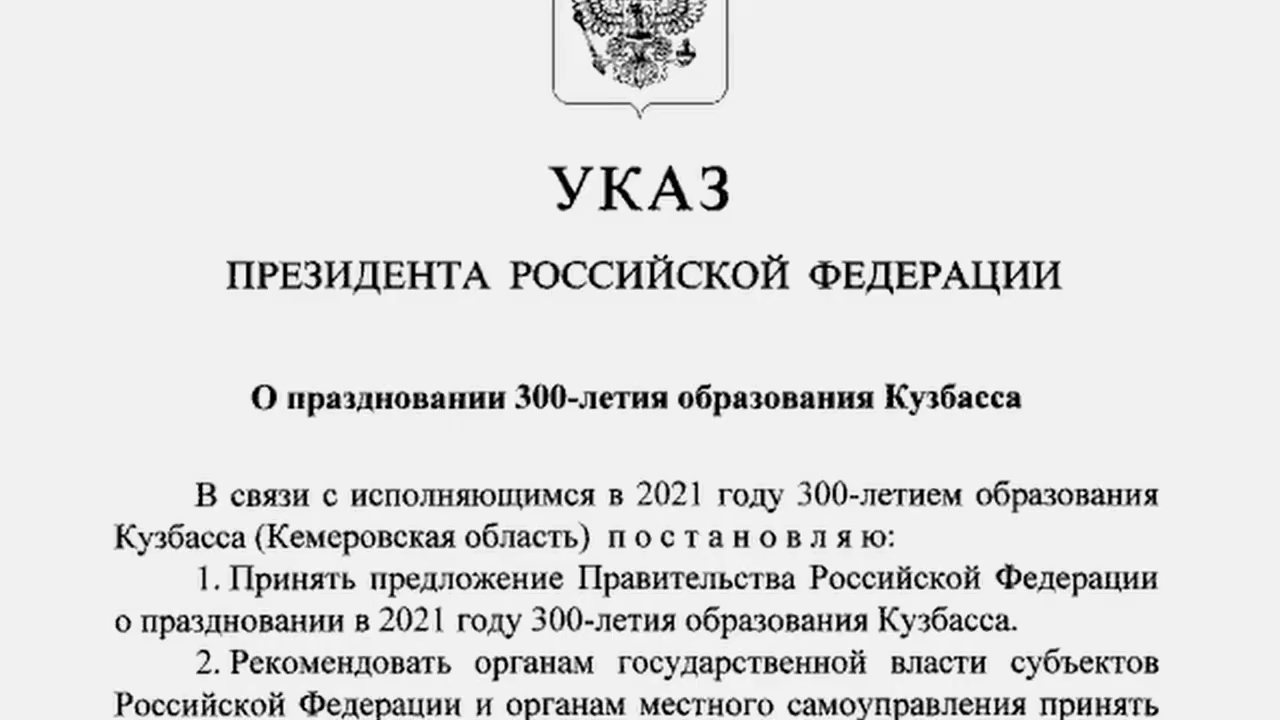 УКАЗ
ПРЕЗИДЕНТА РОССИЙСКОЙ ФЕДЕРАЦИИ
О праздновании 300-летия образования Кузбасса
В связи с исполняющимся в 2021 году 300-летием образования
Кузбасса (Кемеровская область) п о с т а н о в л я ю:
1. Принять предложение Правительства Российской Федерации
о праздновании в 2021 году 300-летия образования Кузбасса.
2. Рекомендовать органам государственной власти субъектов
Российской Федерации и органам местного самоуправления принять